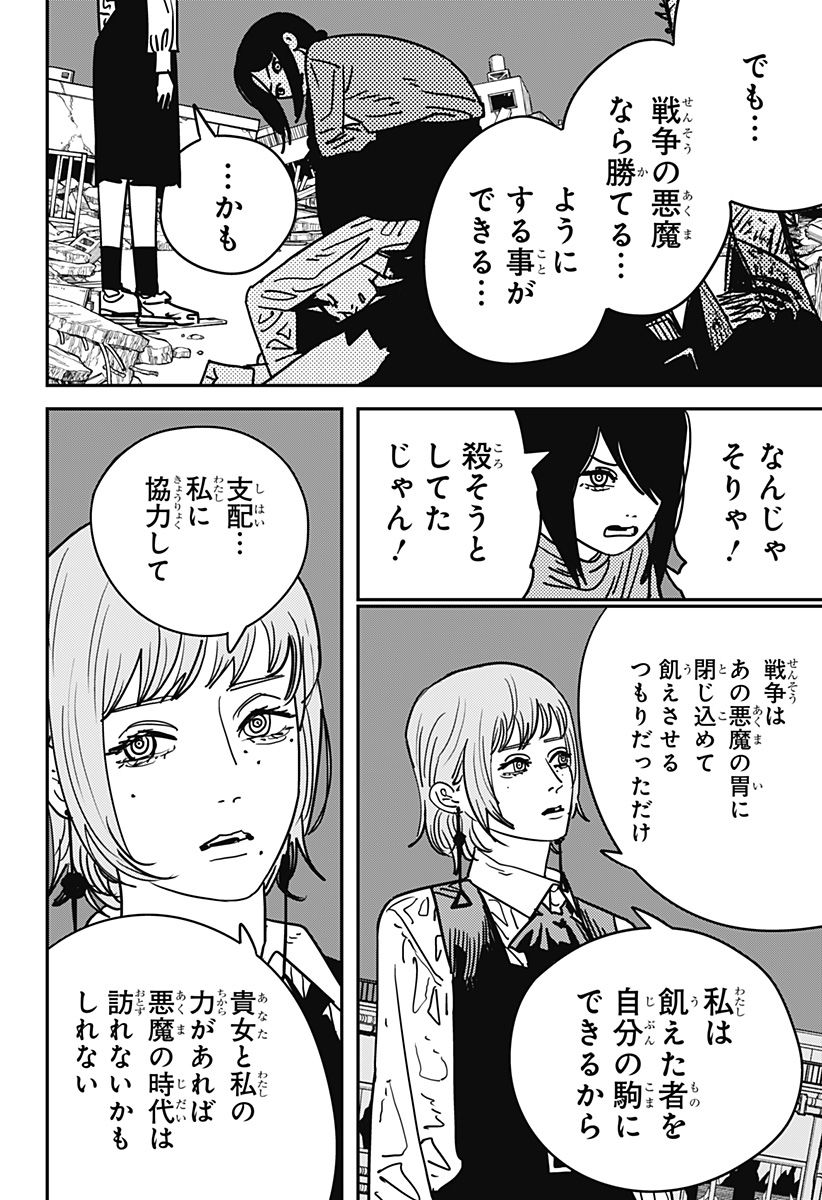 でも…
戦争の悪魔
なら勝てる…
ように
する事が
できる…
…かも
なんじゃ
そりゃ！
殺そうと
してた
じゃん！
戦争は
あの悪魔の胃に
閉じ込めて
飢えさせる
つもりだっただけ
私は
飢えた者を
自分の駒に
できるから
支配…
私に
協力して
貴女と私の
力があれば
悪魔の時代は
訪れないかも
しれない